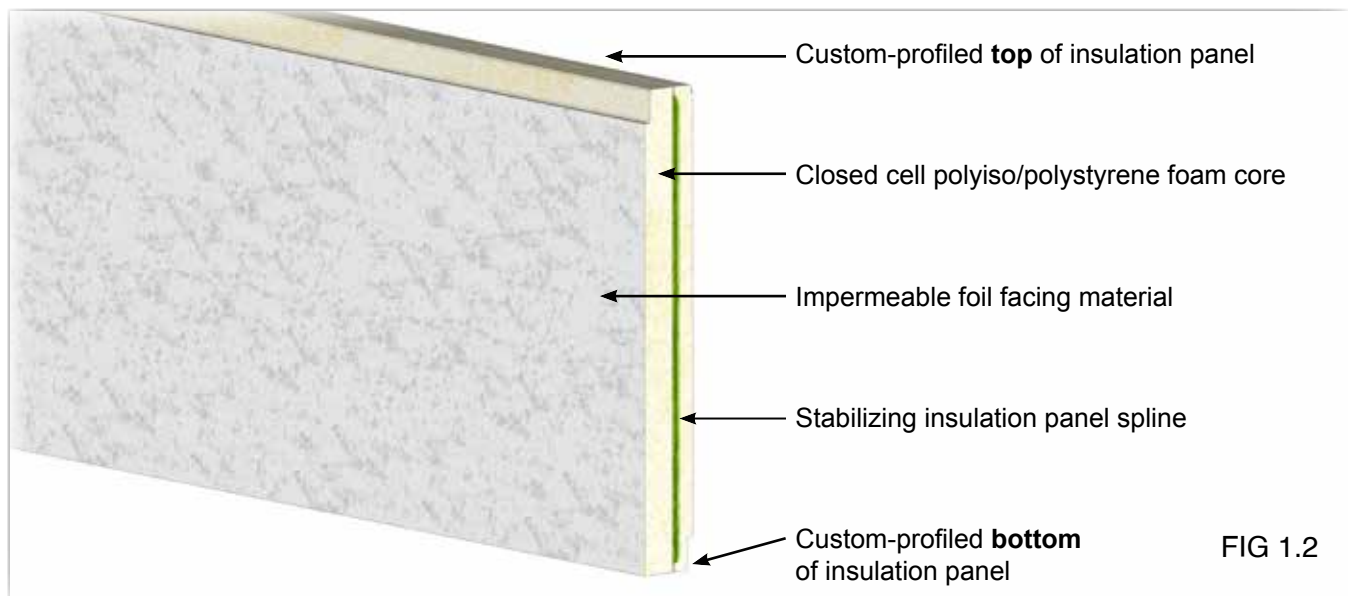 Custom-profiled top of insulation panel
Closed cell polyiso/polystyrene foam core
Impermeable foil facing material
Stabilizing insulation panel spline
Custom-profiled bottom
of insulation panel
FIG 1.2